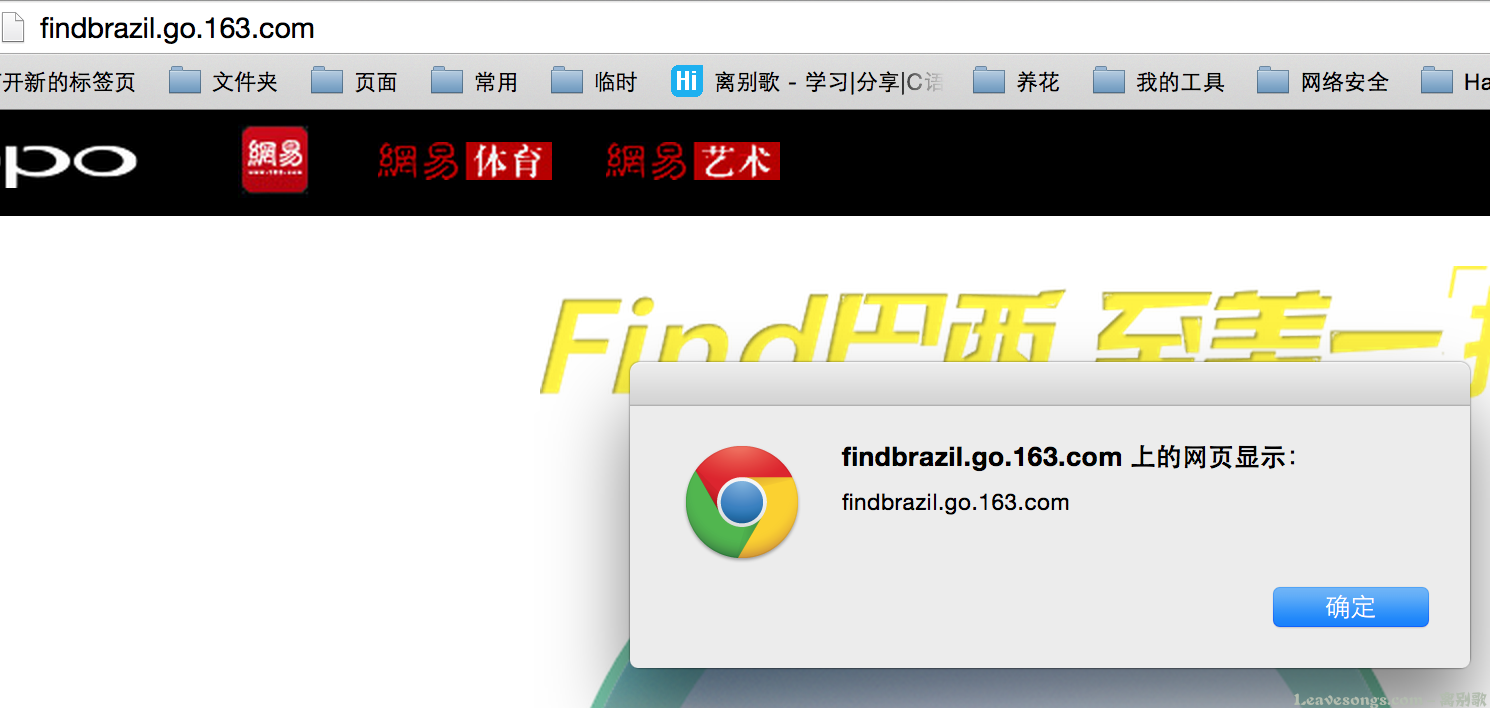 findbrazil.go.163.com
开新的标签页 文件夹 页面 常用 临时 Hi 离别歌 - 学习|分享|C语 养花 我的工具 网络安全
ppo 網易 www.163.com 網易 体育 網易 艺术
Find巴西 至美一
findbrazil.go.163.com 上的网页显示：
findbrazil.go.163.com
确定
Leavesongs.com 离别歌